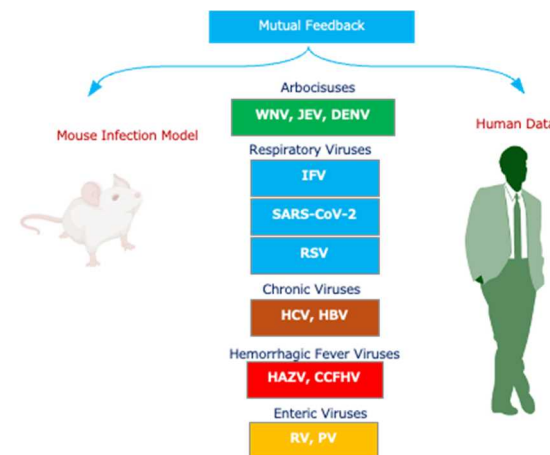 Mutual Feedback
Arbocisuses
WNV, JEV, DENV
Mouse Infection Model
Human Data
Respiratory Viruses
IFV
SARS-CoV-2
RSV
Chronic Viruses
HCV, HBV
Hemorrhagic Fever Viruses
HAZV, CCFHV
Enteric Viruses
RV, PV